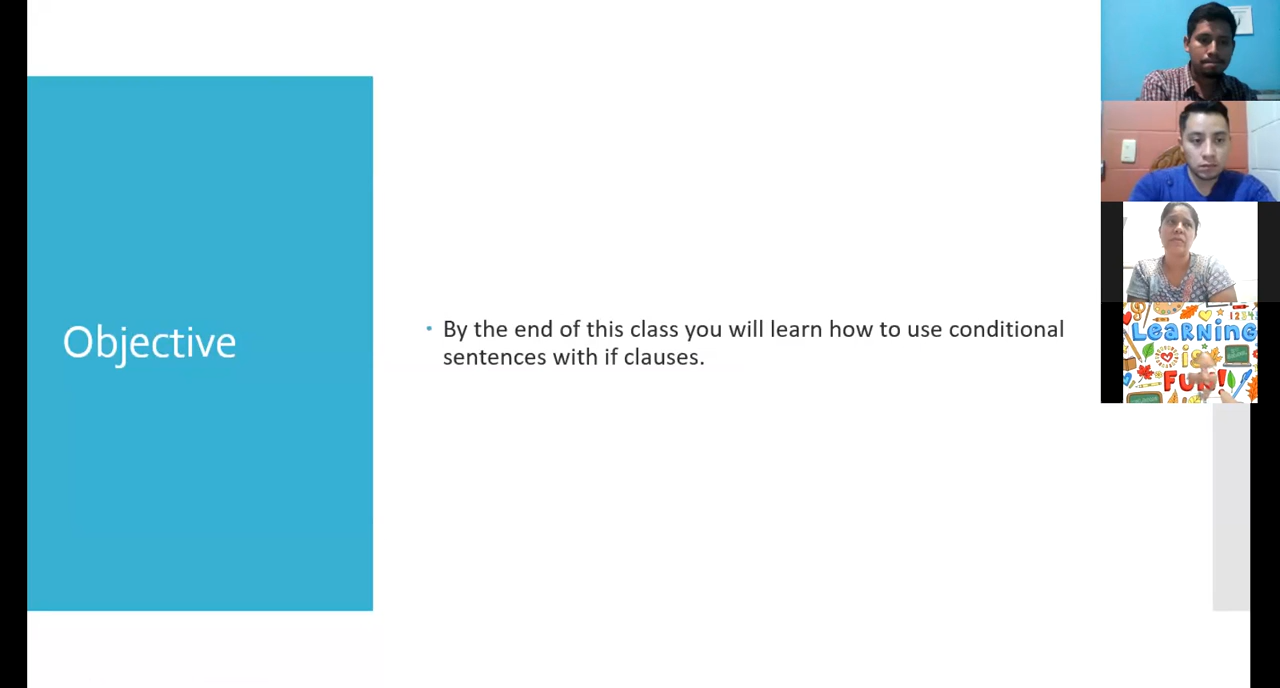 Objective
By the end of this class you will learn how to use conditional
sentences with if clauses.
LEARNING
is
FUN!